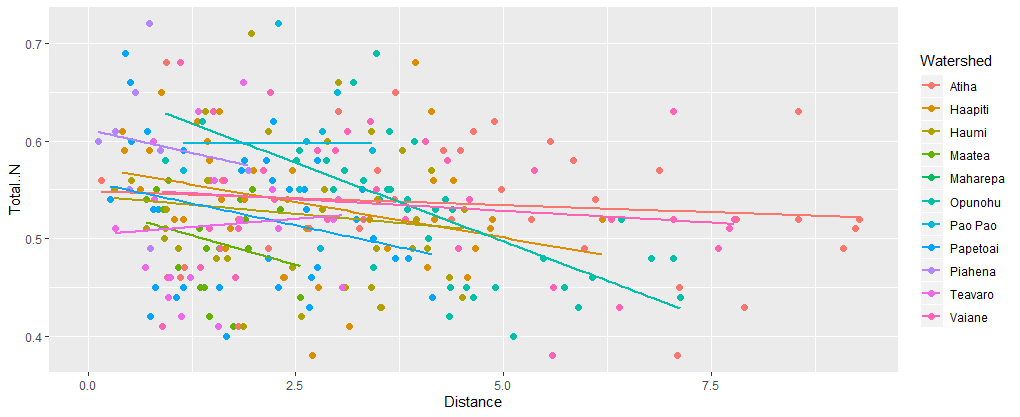 0.7
0.6
0.5
0.4
Total..N
0.0
2.5
5.0
7.5
Distance
Watershed
Atiha
Haapiti
Haumi
Maatea
Maharepa
Opunohu
Pao Pao
Papetoai
Piahena
Teavaro
Vaiane